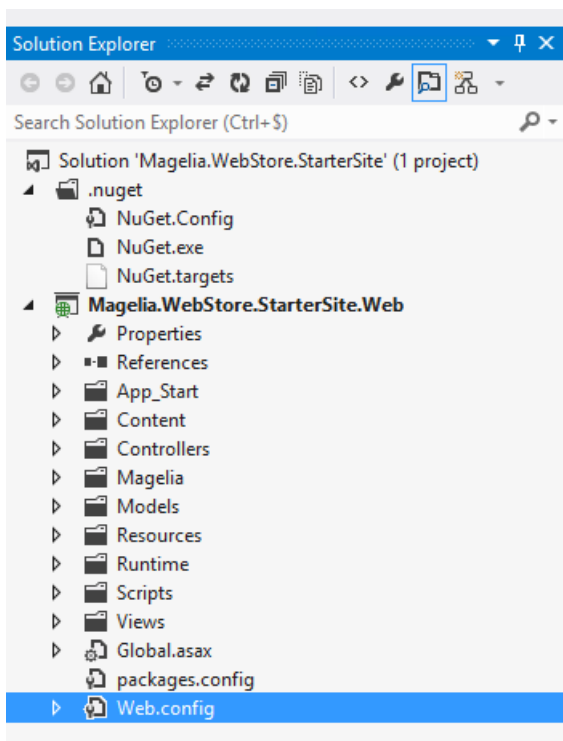 Solution Explorer
Search Solution Explorer (Ctrl+$)
Solution 'Magelia.WebStore.StarterSite' (1 project)
.nuget
NuGet.Config
NuGet.exe
NuGet.targets
Magelia.WebStore.StarterSite.Web
Properties
References
App_Start
Content
Controllers
Magelia
Models
Resources
Runtime
Scripts
Views
Global.asax
packages.config
Web.config